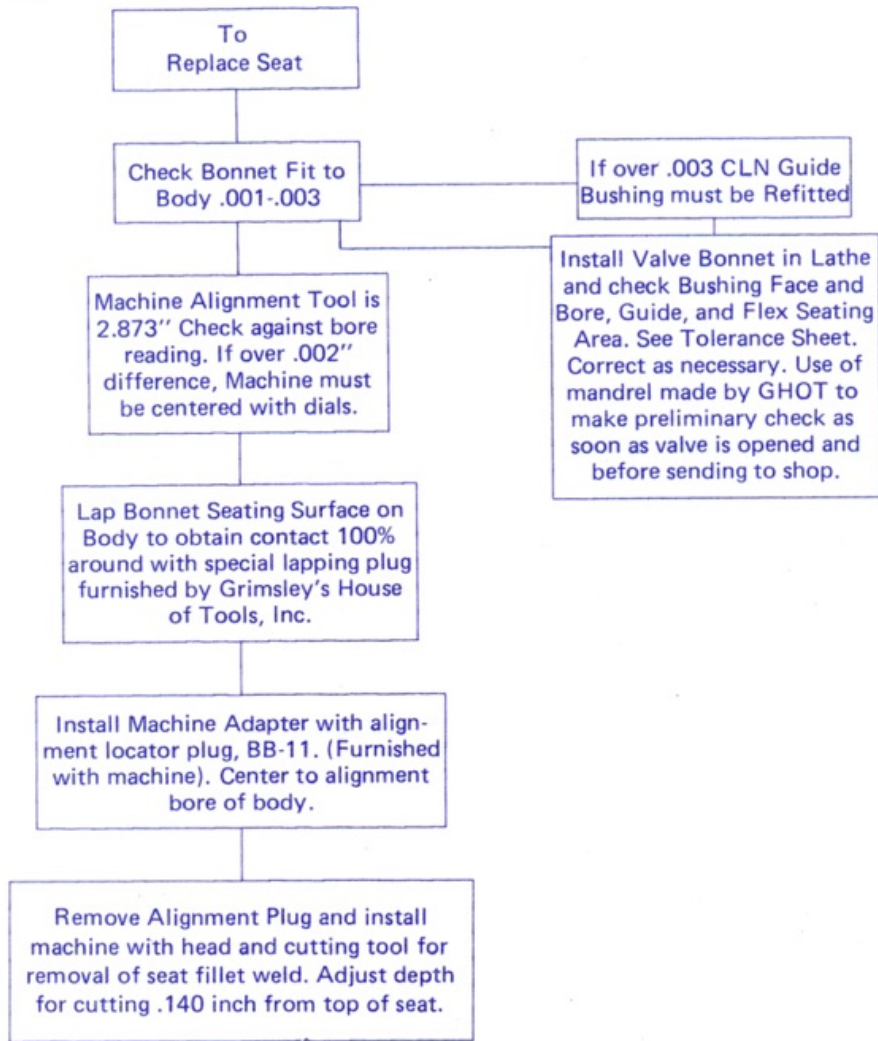 To
Replace Seat
Check Bonnet Fit to
Body .001-.003
If over .003 CLN Guide
Bushing must be Refitted
Install Valve Bonnet in Lathe
and check Bushing Face and
Bore, Guide, and Flex Seating
Area. See Tolerance Sheet.
Correct as necessary. Use of
mandrel made by GHOT to
make preliminary check as
soon as valve is opened and
before sending to shop.
Machine Alignment Tool is
2.873″ Check against bore
reading. If over .002″
difference, Machine must
be centered with dials.
Lap Bonnet Seating Surface on
Body to obtain contact 100%
around with special lapping plug
furnished by Grimsley's House
of Tools, Inc.
Install Machine Adapter with align-
ment locator plug, BB-11. (Furnished
with machine). Center to alignment
bore of body.
Remove Alignment Plug and install
machine with head and cutting tool for
removal of seat fillet weld. Adjust depth
for cutting .140 inch from top of seat.